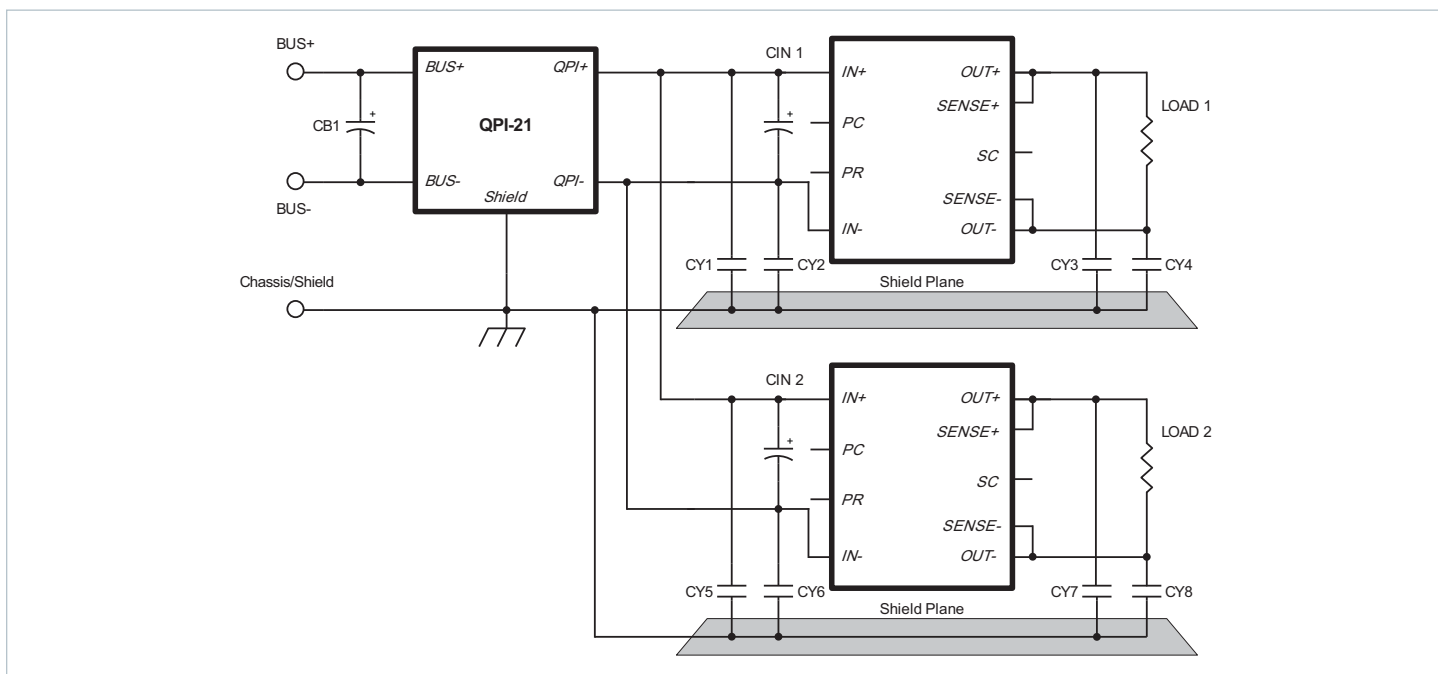 BUS+
CB1
BUS-
Chassis/Shield
BUS+
QPI+
QPI-21
BUS-
QPI-
Shield
CIN 1
IN+
OUT+
SENSE+
PC
SC
PR
SENSE-
IN-
OUT-
LOAD 1
CY1
CY2
CY3
CY4
Shield Plane
CIN 2
IN+
OUT+
SENSE+
PC
SC
PR
SENSE-
IN-
OUT-
LOAD 2
CY5
CY6
CY7
CY8
Shield Plane